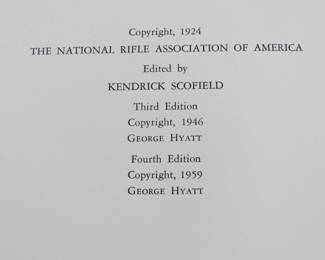 Copyright, 1924
THE NATIONAL RIFLE ASSOCIATION OF AMERICA
Edited by
KENDRICK SCOFIELD
Third Edition
Copyright, 1946
GEORGE HYATT
Fourth Edition
Copyright, 1959
GEORGE HYATT